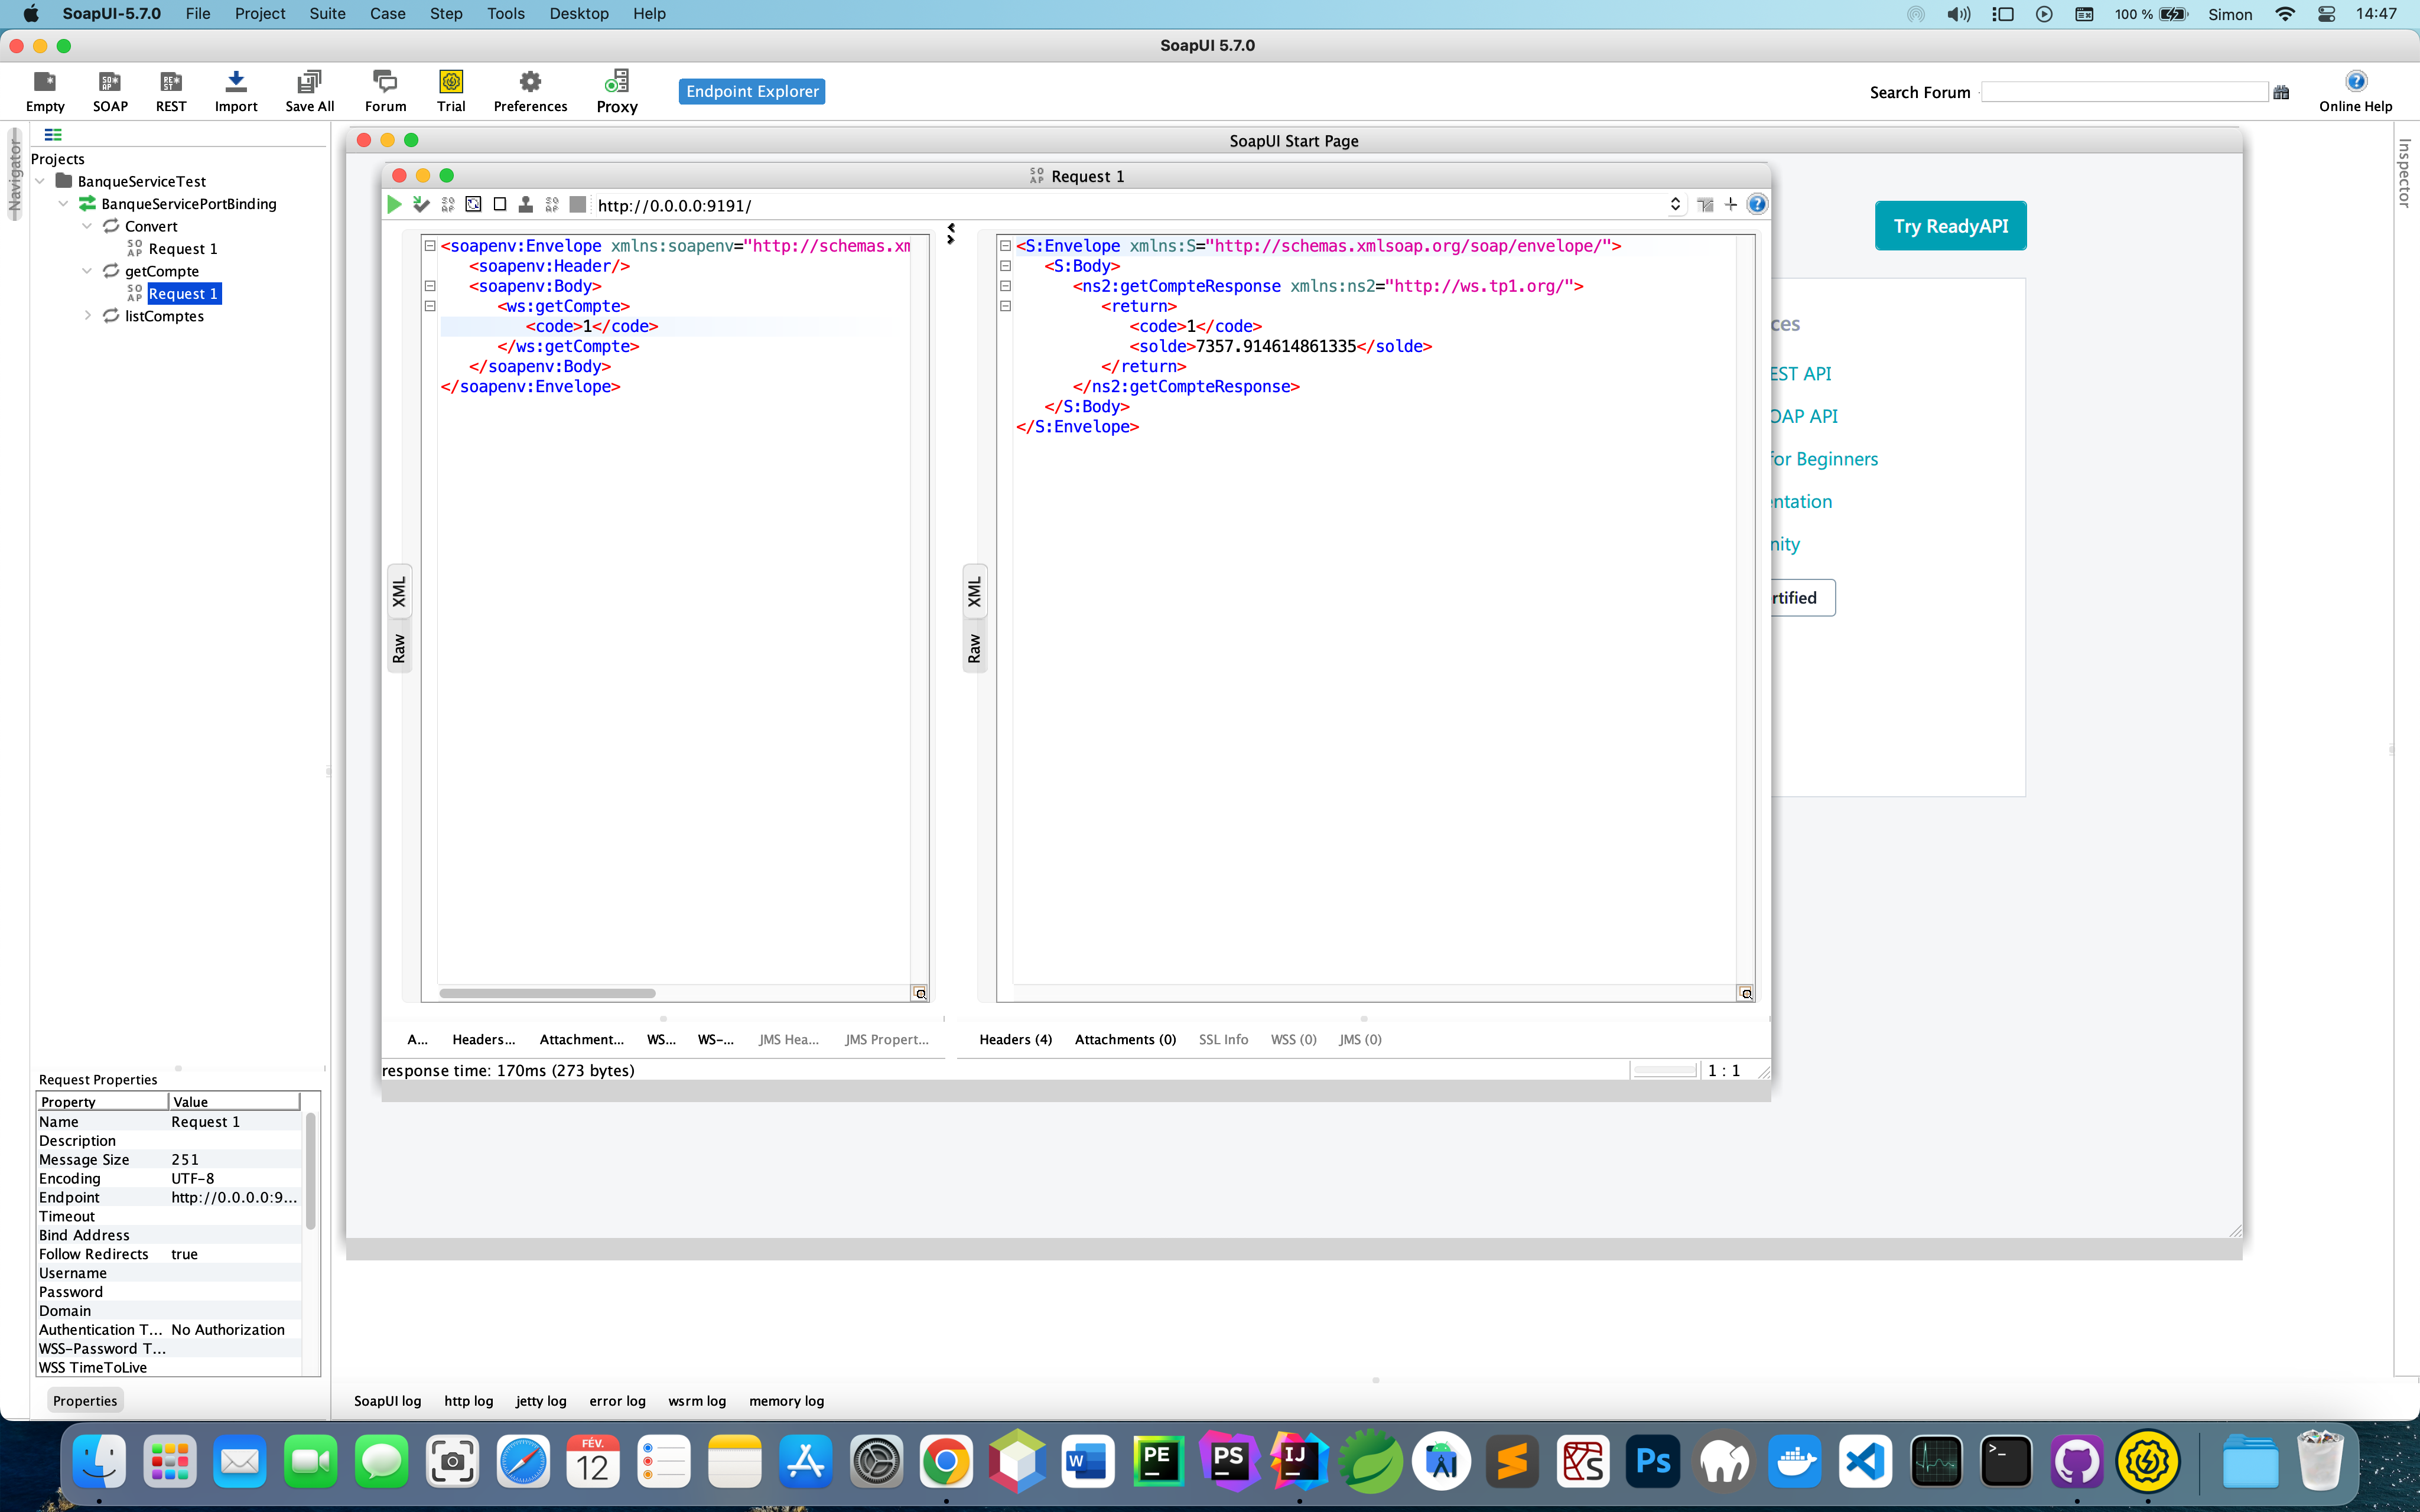 SoapUI-5.7.0 File Project Suite Case Step Tools Desktop Help 100 % Simon 14:47
SoapUI 5.7.0
Empty SOAP REST Import Save All Forum Trial Preferences Proxy Endpoint Explorer Search Forum Online Help
Navigator
Inspector
Projects
BanqueServiceTest
BanqueServicePortBinding
Convert
Request 1
getCompte
Request 1
listComptes
SoapUI Start Page
Try ReadyAPI
ces
EST API
OAP API
for Beginners
entation
nity
rtified
Request 1
http://0.0.0.0:9191/
XML
Raw
<soapenv:Envelope xmlns:soapenv="http://schemas.xm
<soapenv:Header/>
<soapenv:Body>
<ws:getCompte>
<code>1</code>
</ws:getCompte>
</soapenv:Body>
</soapenv:Envelope>
XML
Raw
<S:Envelope xmlns:S="http://schemas.xmlsoap.org/soap/envelope/">
<S:Body>
<ns2:getCompteResponse xmlns:ns2="http://ws.tp1.org/">
<return>
<code>1</code>
<solde>7357.914614861335</solde>
</return>
</ns2:getCompteResponse>
</S:Body>
</S:Envelope>
A... Headers... Attachment... WS... WS-... JMS Hea... JMS Propert...
Headers (4) Attachments (0) SSL Info WSS (0) JMS (0)
response time: 170ms (273 bytes) 1 : 1
Request Properties
Property Value
Name Request 1
Description
Message Size 251
Encoding UTF-8
Endpoint http://0.0.0.0:9...
Timeout
Bind Address
Follow Redirects true
Username
Password
Domain
Authentication T... No Authorization
WSS-Password T...
WSS TimeToLive
Properties
SoapUI log http log jetty log error log wsrm log memory log
FÉV.
12
W
PE
PS
IJ
Ps